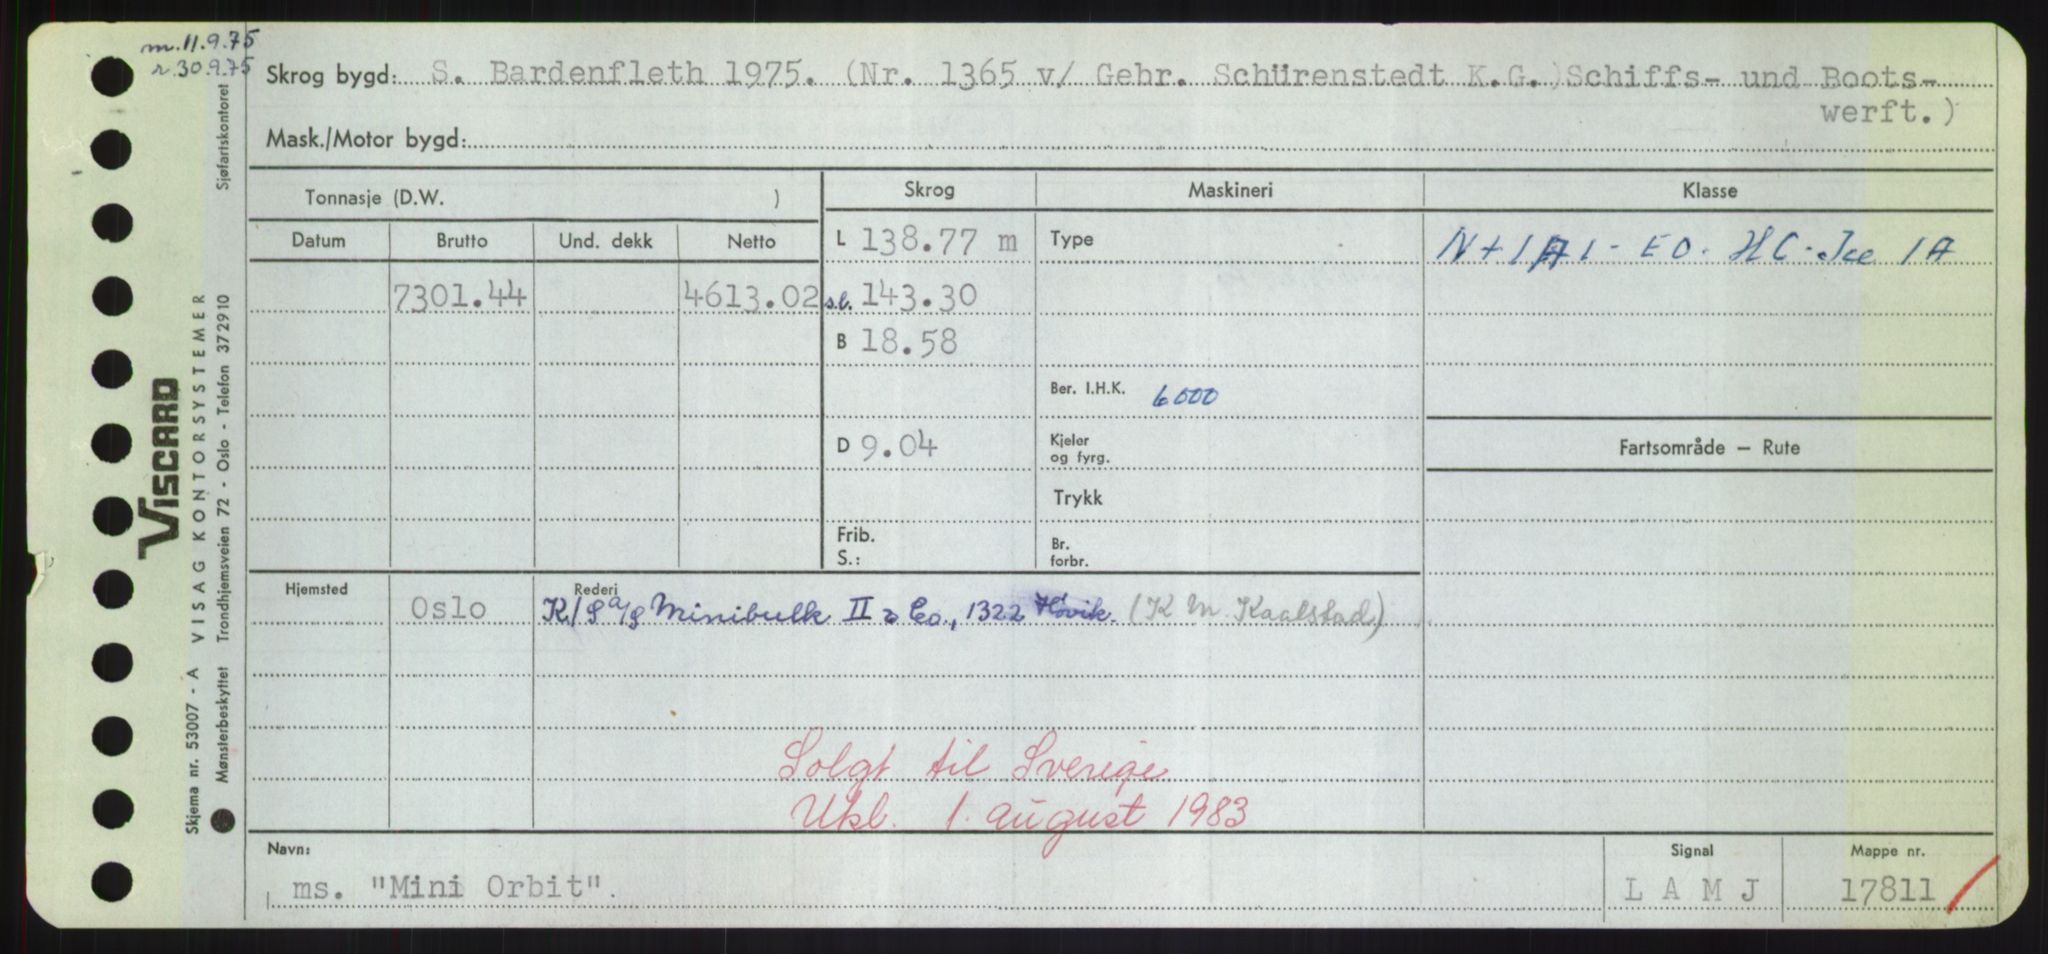 m. 11.9.75
r. 30.9.75
Skrog bygd: S. Bardenfleth 1975. (Nr. 1365 v/ Gebr. Schürenstedt K.G.)Schiffs- und Boots-
werft.)
Mask./Motor bygd:
Tonnasje (D.W. )
Skrog
Maskineri
Klasse
Datum
Brutto
Und. dekk
Netto
L 138.77 m
Type
N+1A1 - EO. HC - Ice 1A
7301.44
4613.02
s.l. 143.30
B 18.58
Ber. I.H.K. 6000
D 9.04
Kjeler
og fyrg.
Fartsområde — Rute
Trykk
Frib.
S.:
Br.
forbr.
Hjemsted
Rederi
Oslo
K/S a/s Minibulk II & Co., 1322 Høvik. (K M Kaalstad)
Solgt til Sverige
Ukl. 1. august 1983
Navn:
Signal
Mappe nr.
ms. "Mini Orbit".
L A M J
17811
VISCARD
VISAG KONTORSYSTEMER
Skjema nr. 53007 - A
Mønsterbeskyttet Trondhjemsveien 72 - Oslo - Telefon 372910
Sjøfartskontoret